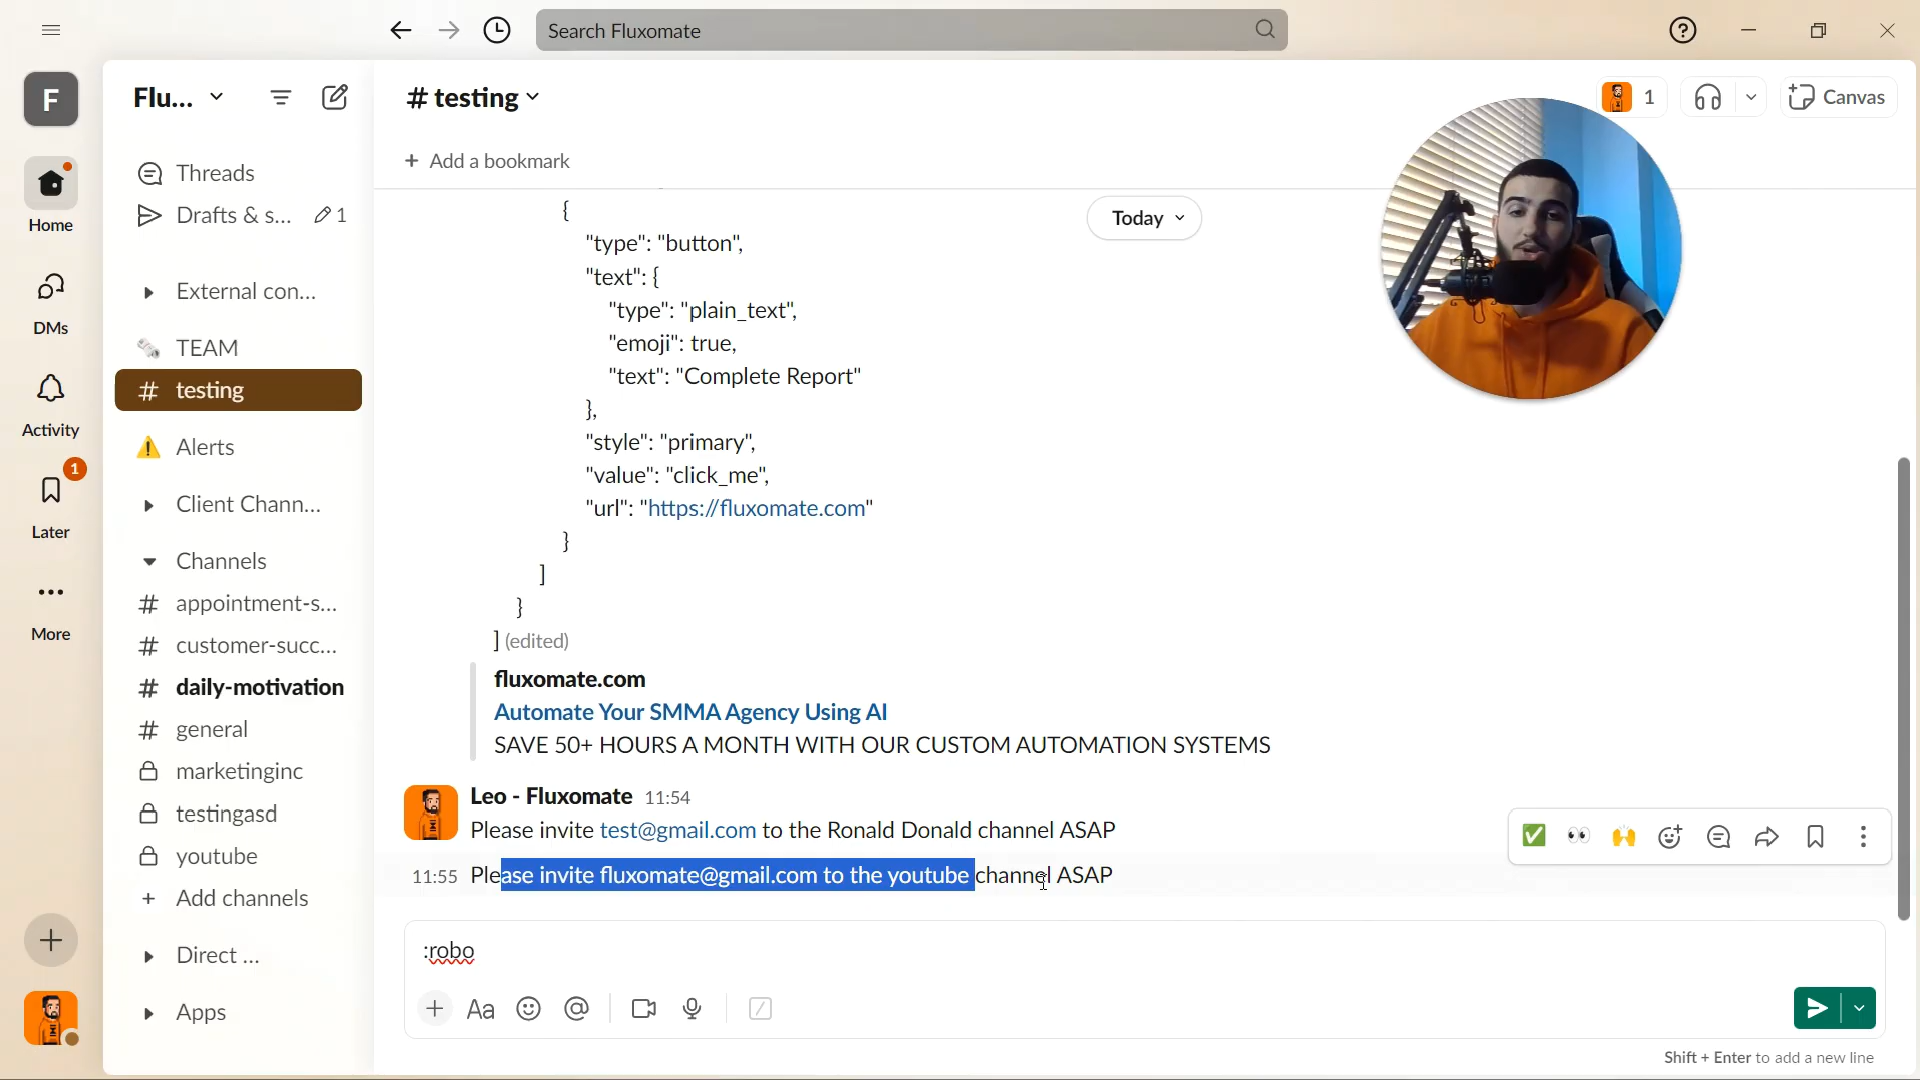 Search Fluxomate
F
Flu...
# testing
1
Canvas
+ Add a bookmark
Home
DMs
Activity
1
Later
More
Threads
Drafts & s... 1
External con...
TEAM
# testing
Alerts
Client Chann...
Channels
# appointment-s...
# customer-succ...
# daily-motivation
# general
marketinginc
testingasd
youtube
+ Add channels
Direct ...
Apps
Today
{
"type": "button",
"text": {
"type": "plain_text",
"emoji": true,
"text": "Complete Report"
},
"style": "primary",
"value": "click_me",
"url": "https://fluxomate.com"
}
]
}
] (edited)
fluxomate.com
Automate Your SMMA Agency Using AI
SAVE 50+ HOURS A MONTH WITH OUR CUSTOM AUTOMATION SYSTEMS
Leo - Fluxomate 11:54
Please invite test@gmail.com to the Ronald Donald channel ASAP
11:55 Please invite fluxomate@gmail.com to the youtube channel ASAP
:robo
Aa
Shift + Enter to add a new line